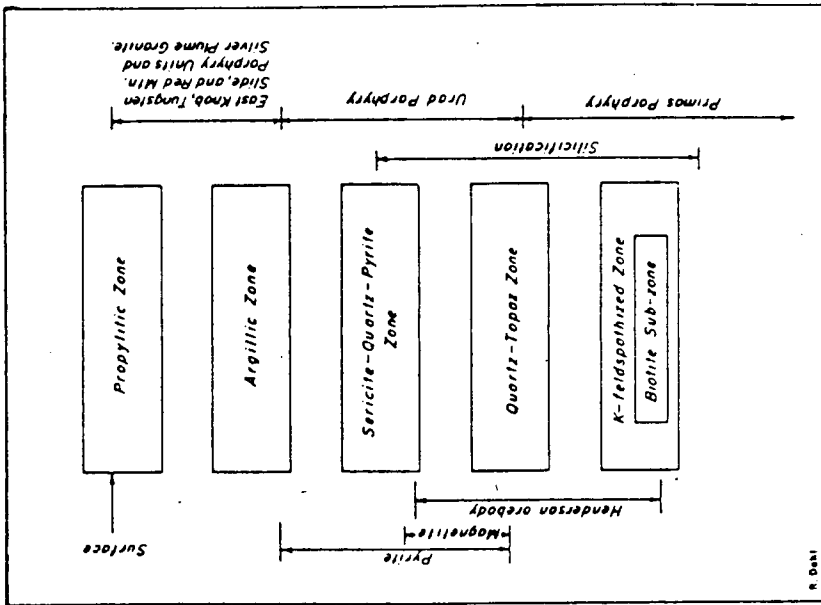 East Knob, Tungsten
Slide, and Red Mtn.
Porphyry Units and
Silver Plume Granite.
Urad Porphyry
Primos Porphyry
Silicification
Propylitic Zone
Argillic Zone
Sericite-Quartz-Pyrite
Zone
Quartz-Topaz Zone
K-feldspathized Zone
Biotite Sub-zone
Surface
Pyrite
Magnetite
Henderson orebody
R. Dahl